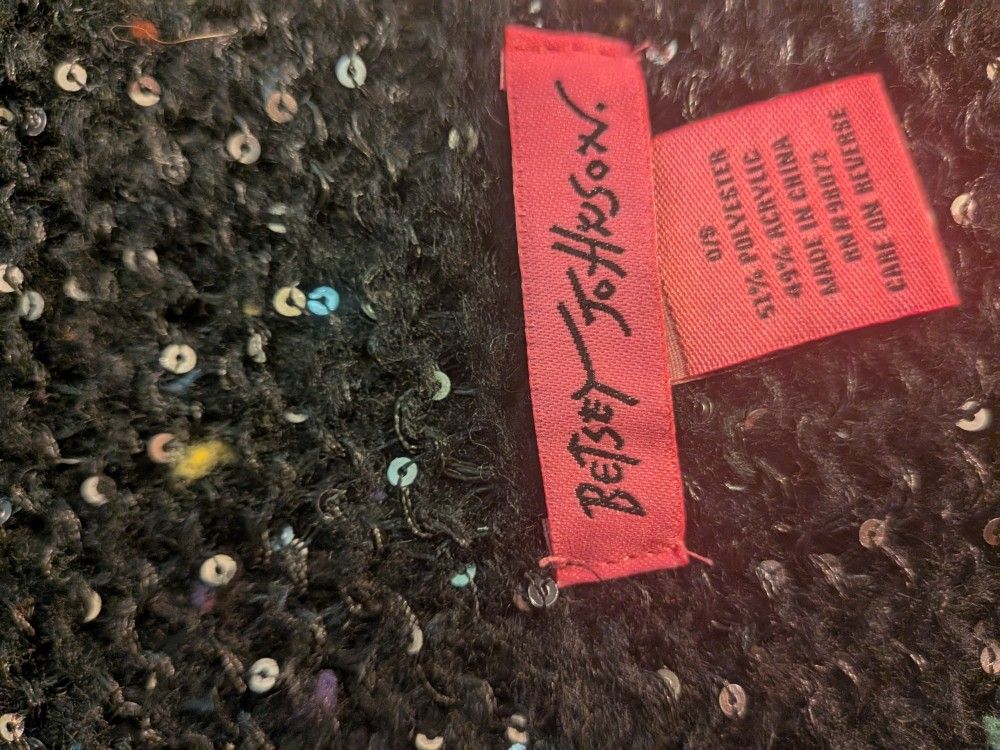 BETSEY JOHNSON.
O/S
51% POLYESTER
49% ACRYLIC
MADE IN CHINA
RN#98072
CARE ON REVERSE